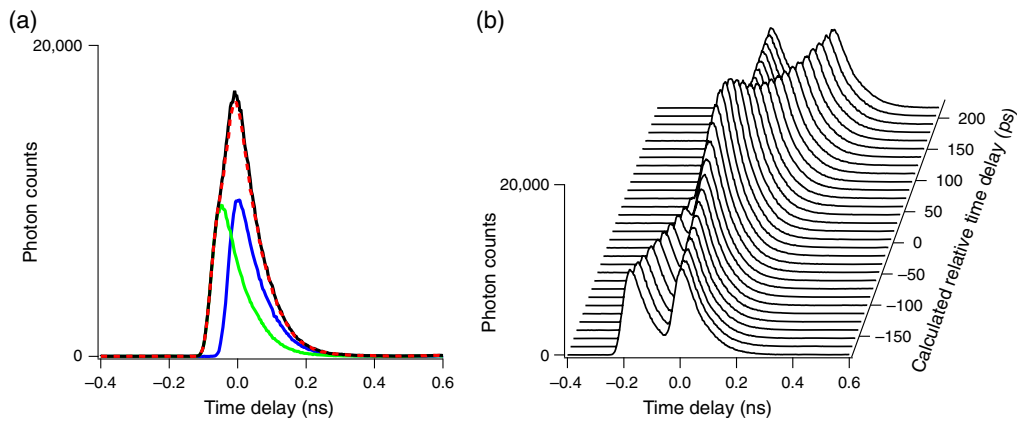 (a)
20,000
Photon counts
0
−0.4 −0.2 0.0 0.2 0.4 0.6
Time delay (ns)
(b)
20,000
Photon counts
0
−0.4 −0.2 0.0 0.2 0.4 0.6
Time delay (ns)
200
150
100
50
0
−50
−100
−150
Calculated relative time delay (ps)